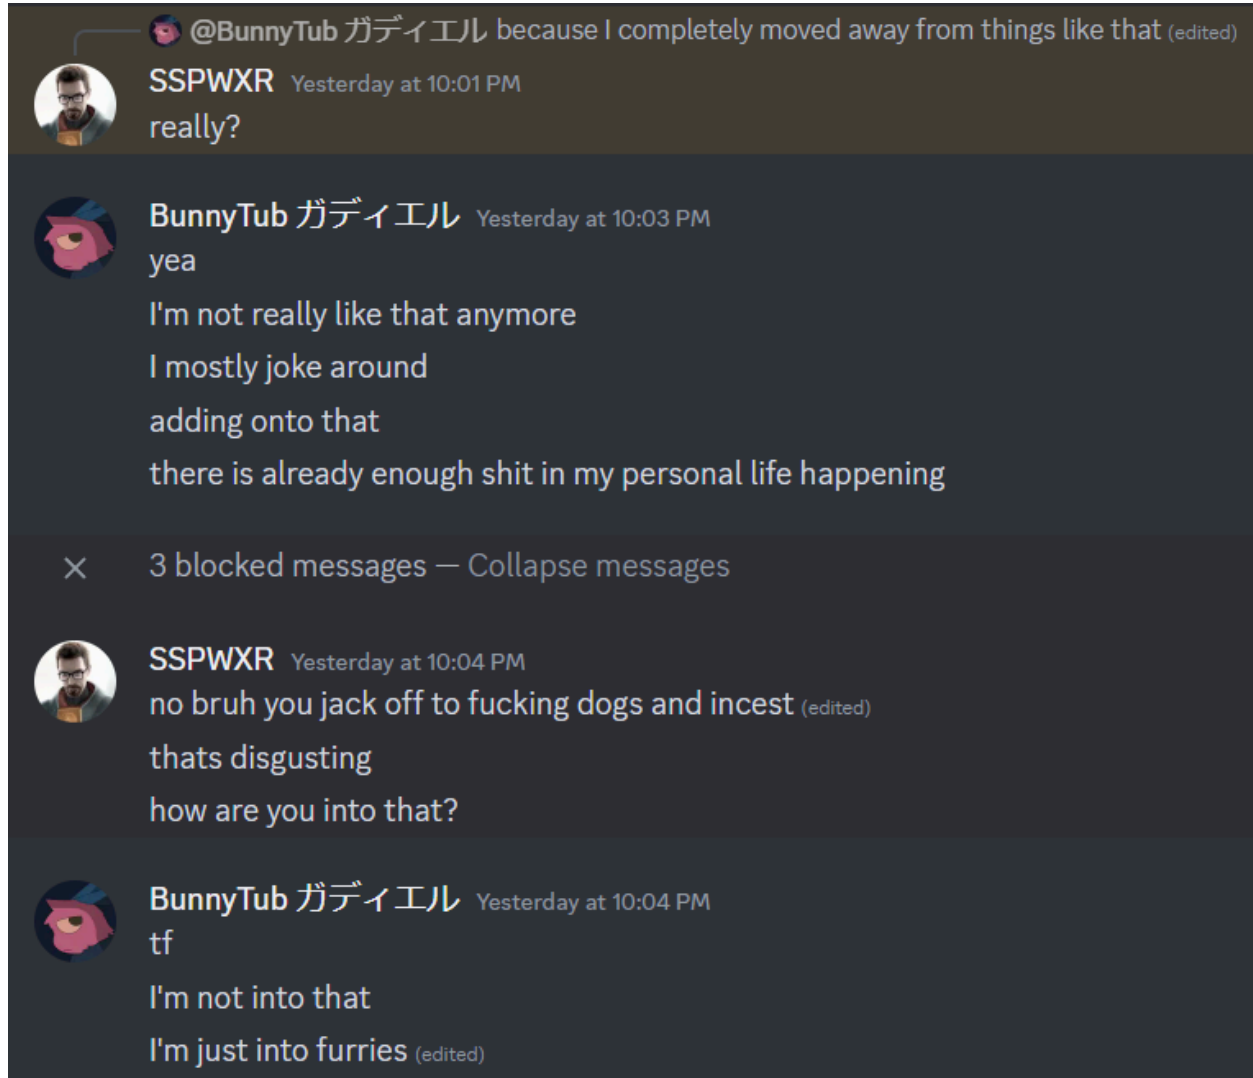 @BunnyTub ガディエル because I completely moved away from things like that (edited)
SSPWXR Yesterday at 10:01 PM
really?
BunnyTub ガディエル Yesterday at 10:03 PM
yea
I'm not really like that anymore
I mostly joke around
adding onto that
there is already enough shit in my personal life happening
3 blocked messages — Collapse messages
SSPWXR Yesterday at 10:04 PM
no bruh you jack off to fucking dogs and incest (edited)
thats disgusting
how are you into that?
BunnyTub ガディエル Yesterday at 10:04 PM
tf
I'm not into that
I'm just into furries (edited)